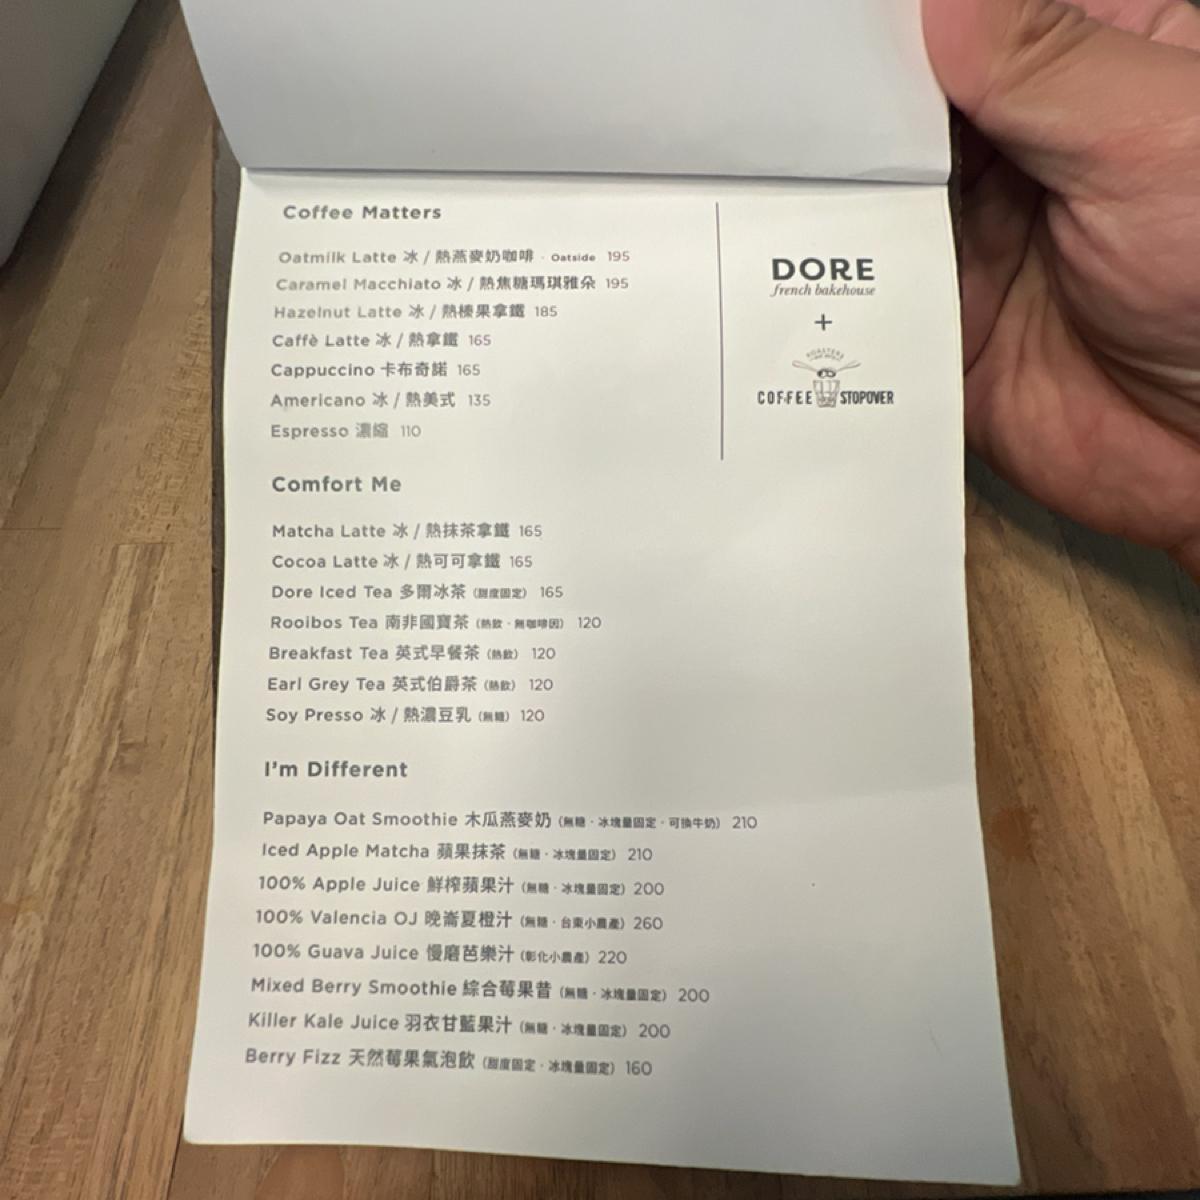 Coffee Matters
Oatmilk Latte 冰 / 熱燕麥奶咖啡 · Oatside 195
Caramel Macchiato 冰 / 熱焦糖瑪琪雅朵 195
Hazelnut Latte 冰 / 熱榛果拿鐵 185
Caffè Latte 冰 / 熱拿鐵 165
Cappuccino 卡布奇諾 165
Americano 冰 / 熱美式 135
Espresso 濃縮 110
DORE
french bakehouse
+
ROASTERS
COFFEE STOPOVER
Comfort Me
Matcha Latte 冰 / 熱抹茶拿鐵 165
Cocoa Latte 冰 / 熱可可拿鐵 165
Dore Iced Tea 多爾冰茶 (甜度固定) 165
Rooibos Tea 南非國寶茶 (熱飲 · 無咖啡因) 120
Breakfast Tea 英式早餐茶 (熱飲) 120
Earl Grey Tea 英式伯爵茶 (熱飲) 120
Soy Presso 冰 / 熱濃豆乳 (無糖) 120
I'm Different
Papaya Oat Smoothie 木瓜燕麥奶 (無糖 · 冰塊量固定 · 可換牛奶) 210
Iced Apple Matcha 蘋果抹茶 (無糖 · 冰塊量固定) 210
100% Apple Juice 鮮榨蘋果汁 (無糖 · 冰塊量固定) 200
100% Valencia OJ 晚崙夏橙汁 (無糖 · 台東小農產) 260
100% Guava Juice 慢磨芭樂汁 (彰化小農產) 220
Mixed Berry Smoothie 綜合莓果昔 (無糖 · 冰塊量固定) 200
Killer Kale Juice 羽衣甘藍果汁 (無糖 · 冰塊量固定) 200
Berry Fizz 天然莓果氣泡飲 (甜度固定 · 冰塊量固定) 160